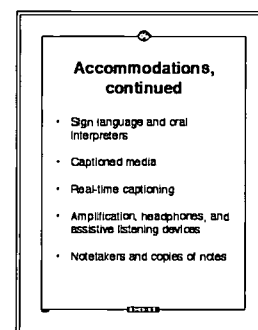 Accommodations,
continued
• Sign language and oral
interpreters
• Captioned media
• Real-time captioning
• Amplification, headphones, and
assistive listening devices
• Notetakers and copies of notes